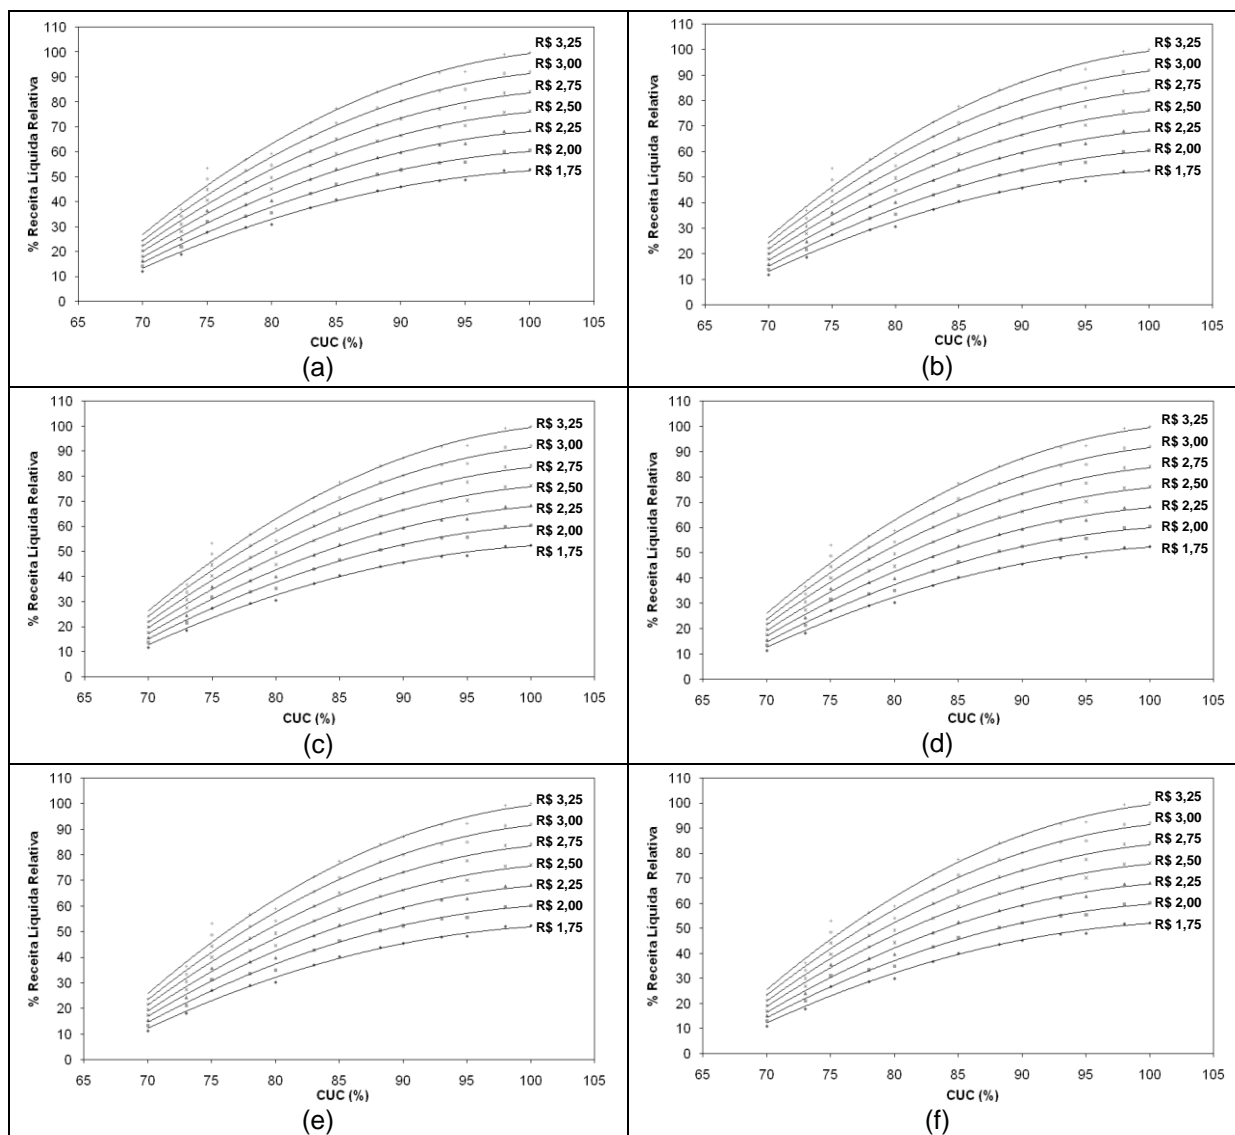 110
100
90
80
70
60
50
40
30
20
10
0
% Receita Líquida Relativa
R$ 3,25
R$ 3,00
R$ 2,75
R$ 2,50
R$ 2,25
R$ 2,00
R$ 1,75
65 70 75 80 85 90 95 100 105
CUC (%)
(a)
110
100
90
80
70
60
50
40
30
20
10
0
% Receita Líquida Relativa
R$ 3,25
R$ 3,00
R$ 2,75
R$ 2,50
R$ 2,25
R$ 2,00
R$ 1,75
65 70 75 80 85 90 95 100 105
CUC (%)
(b)
110
100
90
80
70
60
50
40
30
20
10
0
% Receita Líquida Relativa
R$ 3,25
R$ 3,00
R$ 2,75
R$ 2,50
R$ 2,25
R$ 2,00
R$ 1,75
65 70 75 80 85 90 95 100 105
CUC (%)
(c)
110
100
90
80
70
60
50
40
30
20
10
0
% Receita Líquida Relativa
R$ 3,25
R$ 3,00
R$ 2,75
R$ 2,50
R$ 2,25
R$ 2,00
R$ 1,75
65 70 75 80 85 90 95 100 105
CUC (%)
(d)
110
100
90
80
70
60
50
40
30
20
10
0
% Receita Líquida Relativa
R$ 3,25
R$ 3,00
R$ 2,75
R$ 2,50
R$ 2,25
R$ 2,00
R$ 1,75
65 70 75 80 85 90 95 100 105
CUC (%)
(e)
110
100
90
80
70
60
50
40
30
20
10
0
% Receita Líquida Relativa
R$ 3,25
R$ 3,00
R$ 2,75
R$ 2,50
R$ 2,25
R$ 2,00
R$ 1,75
65 70 75 80 85 90 95 100 105
CUC (%)
(f)